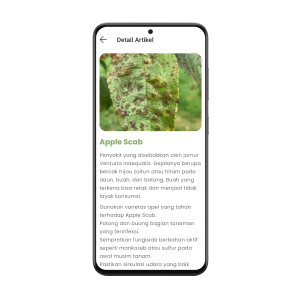 Detail Artikel
Apple Scab
Penyakit yang disebabkan oleh jamur
Venturia inaequalis. Gejalanya berupa
bercak hijau zaitun atau hitam pada
daun, buah, dan batang. Buah yang
terkena bisa retak dan menjadi tidak
layak konsumsi.
Gunakan varietas apel yang tahan
terhadap Apple Scab.
Potong dan buang bagian tanaman
yang terinfeksi.
Semprotkan fungisida berbahan aktif
seperti mankozeb atau sulfur pada
awal musim tanam.
Pastikan sirkulasi udara yang baik